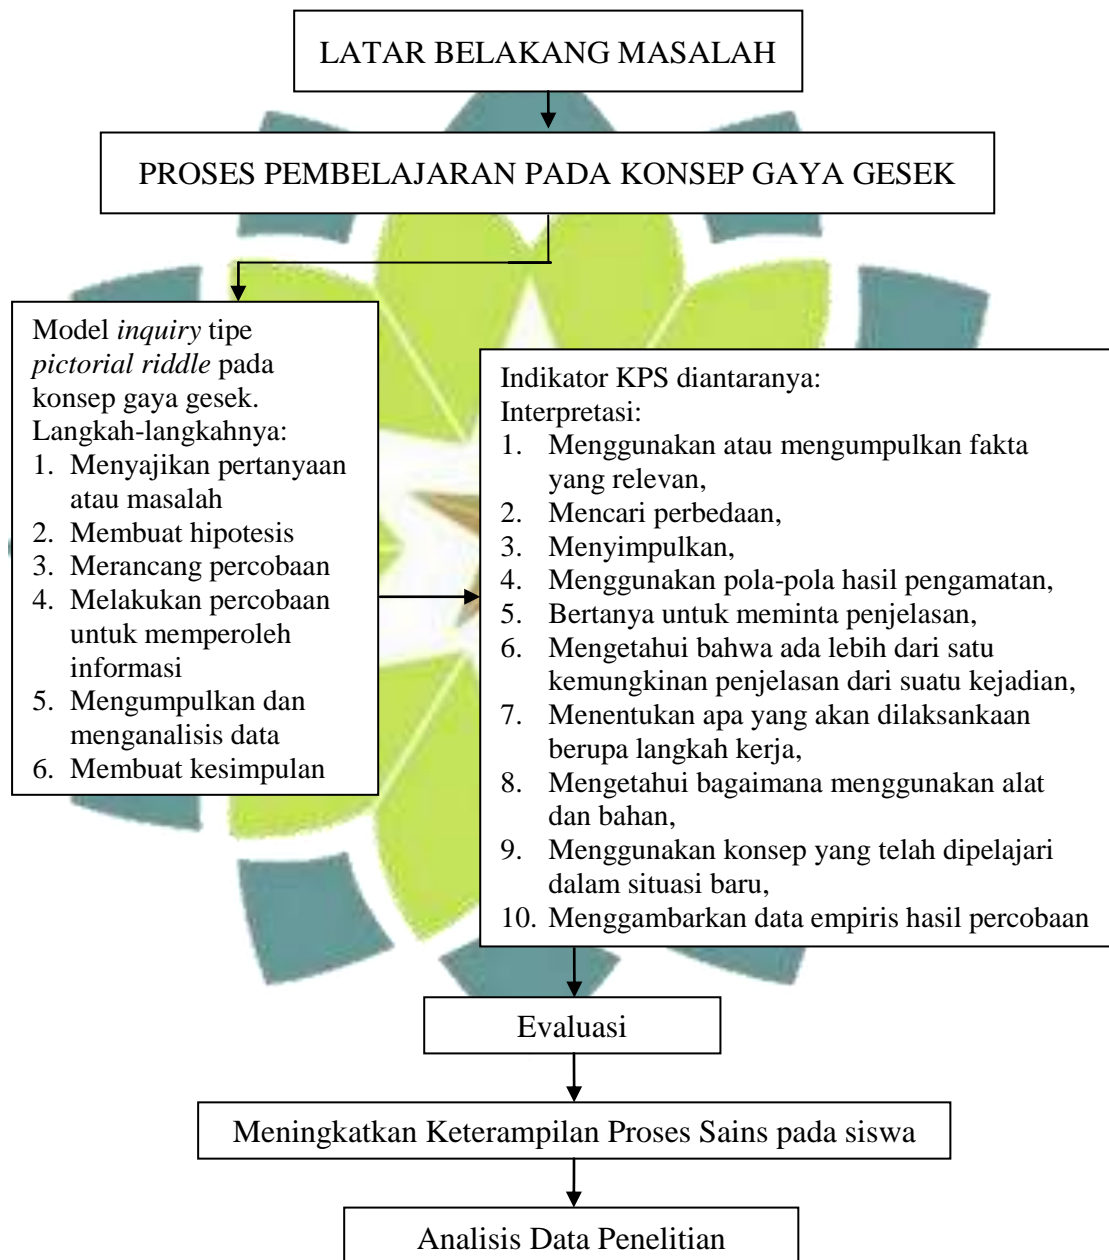 LATAR BELAKANG MASALAH
PROSES PEMBELAJARAN PADA KONSEP GAYA GESEK
Model inquiry tipe
pictorial riddle pada
konsep gaya gesek.
Langkah-langkahnya:
1. Menyajikan pertanyaan
atau masalah
2. Membuat hipotesis
3. Merancang percobaan
4. Melakukan percobaan
untuk memperoleh
informasi
5. Mengumpulkan dan
menganalisis data
6. Membuat kesimpulan
Indikator KPS diantaranya:
Interpretasi:
1. Menggunakan atau mengumpulkan fakta
yang relevan,
2. Mencari perbedaan,
3. Menyimpulkan,
4. Menggunakan pola-pola hasil pengamatan,
5. Bertanya untuk meminta penjelasan,
6. Mengetahui bahwa ada lebih dari satu
kemungkinan penjelasan dari suatu kejadian,
7. Menentukan apa yang akan dilaksankaan
berupa langkah kerja,
8. Mengetahui bagaimana menggunakan alat
dan bahan,
9. Menggunakan konsep yang telah dipelajari
dalam situasi baru,
10. Menggambarkan data empiris hasil percobaan
Evaluasi
Meningkatkan Keterampilan Proses Sains pada siswa
Analisis Data Penelitian